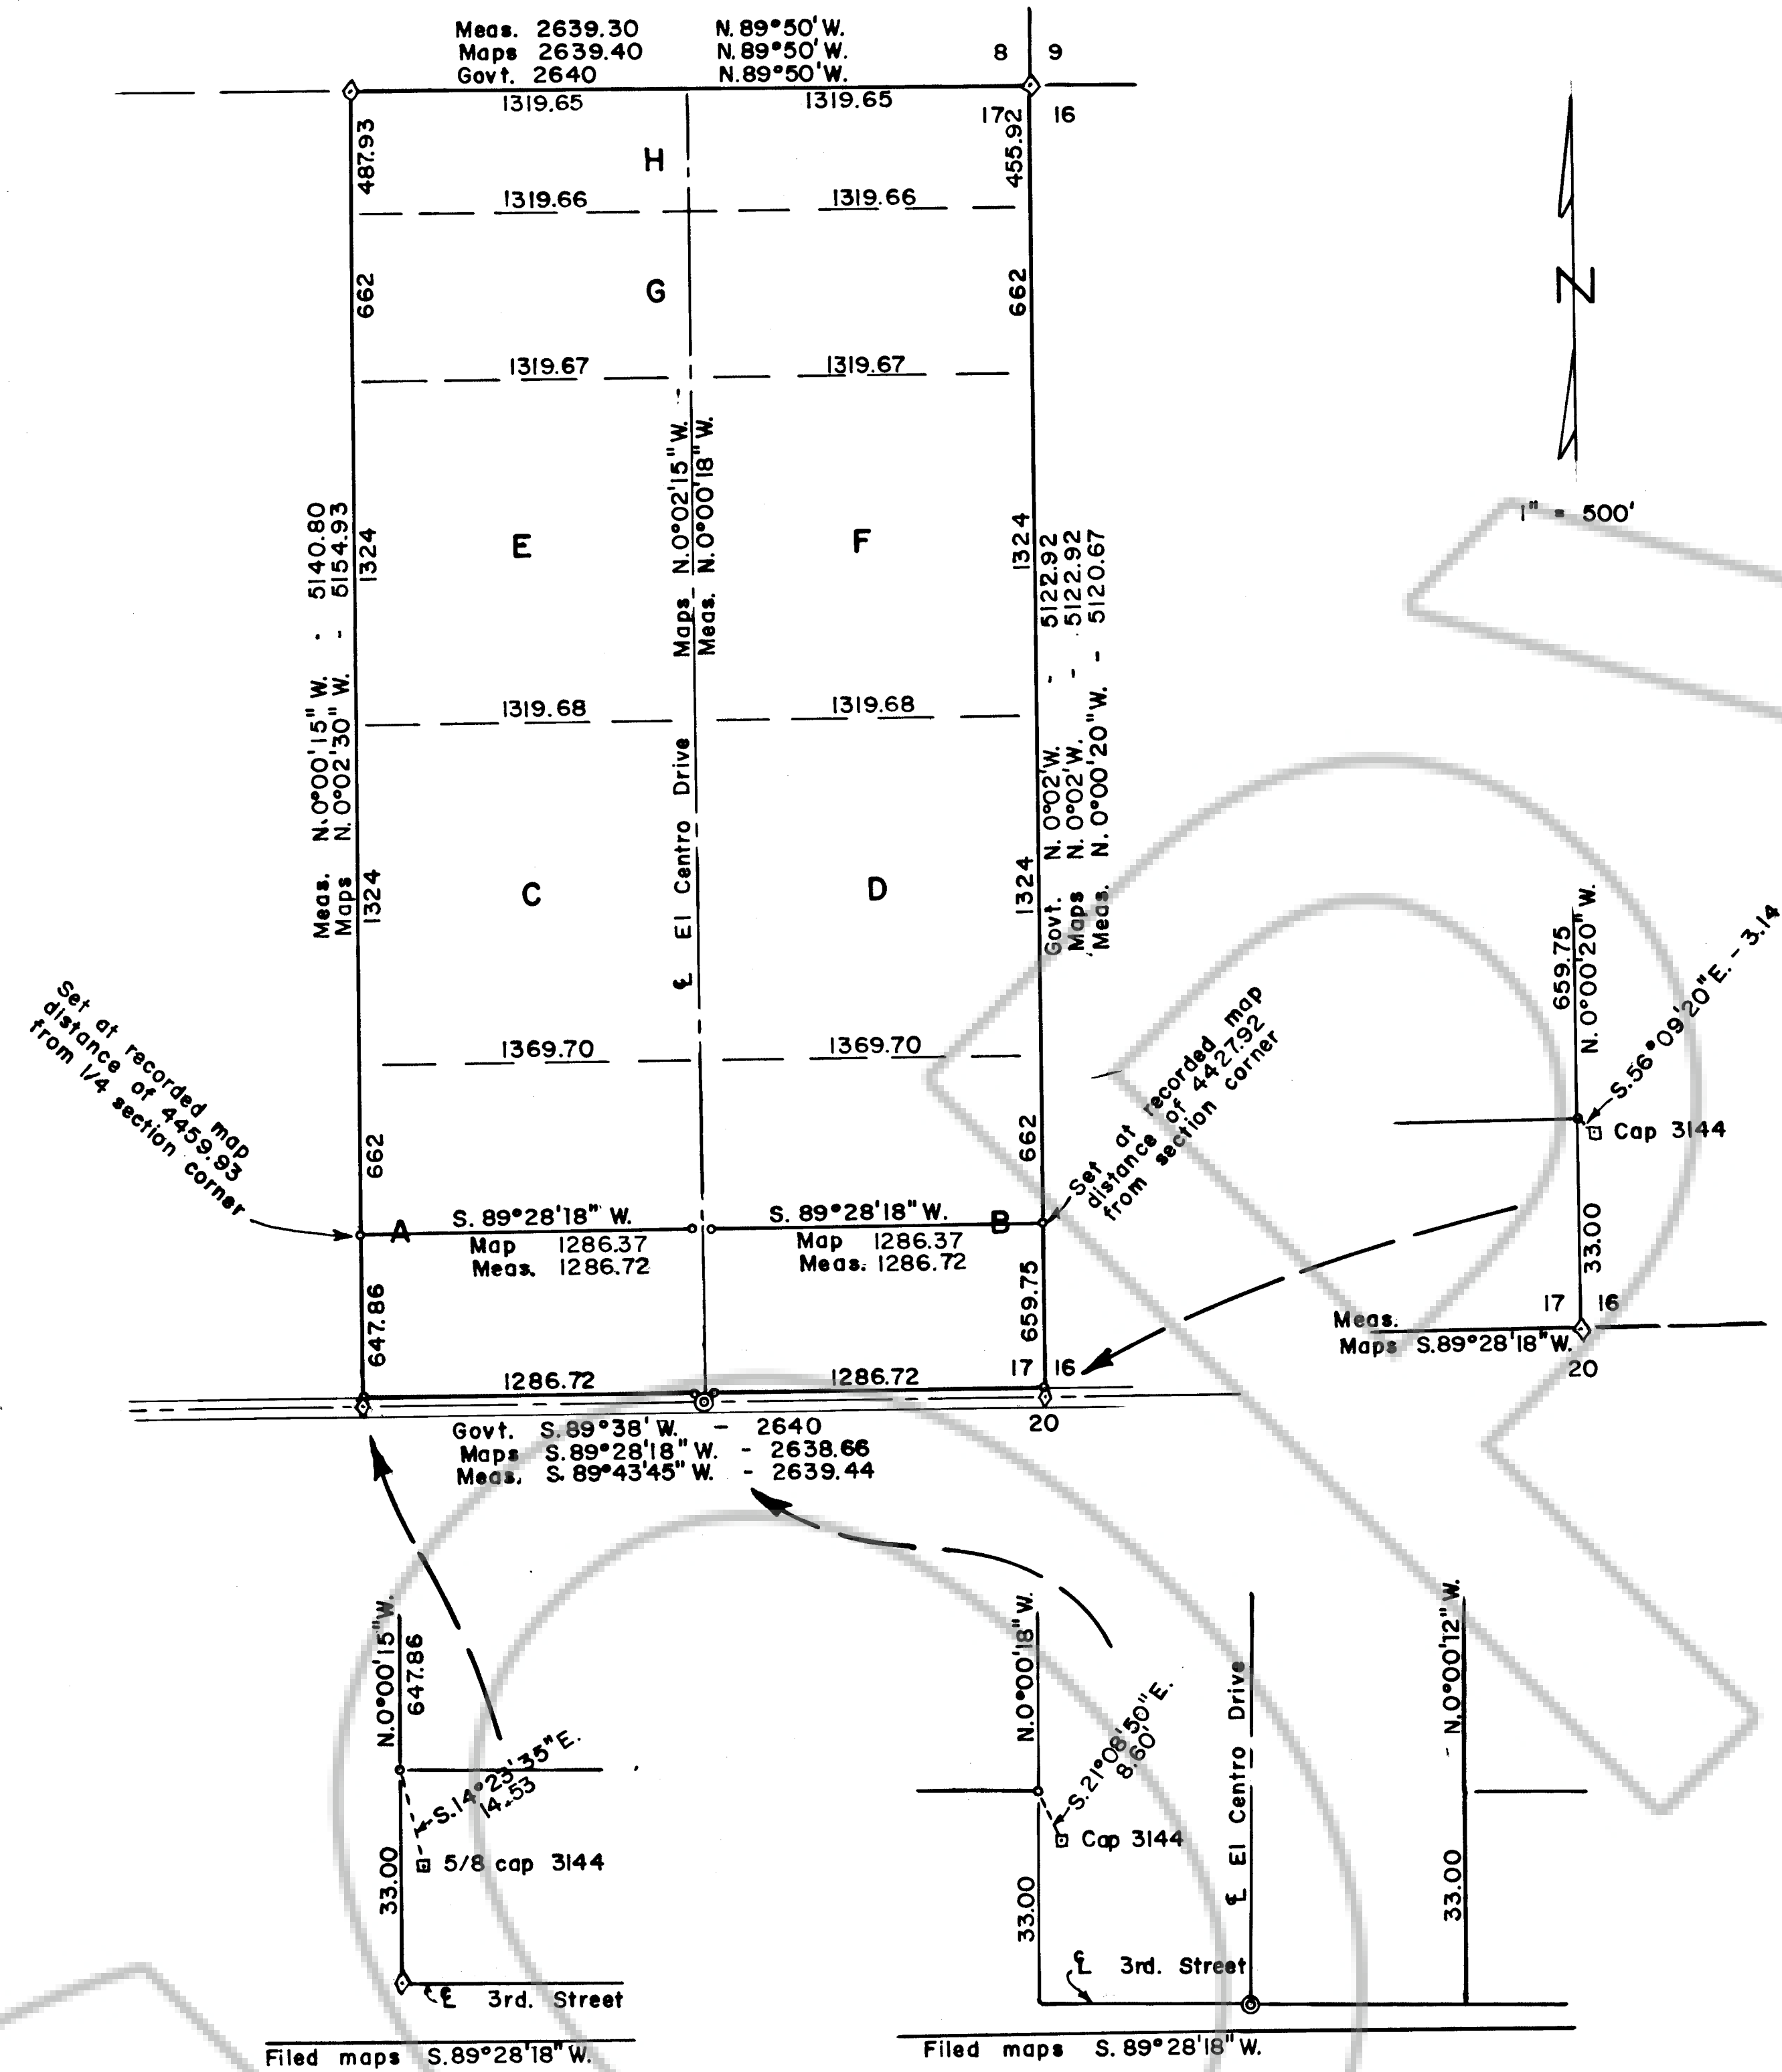 Meas. 2639.30 N. 89°50' W.
Maps 2639.40 N. 89°50' W.
Govt. 2640 N. 89°50' W.
8 9
1319.65 1319.65
17 16
487.93
455.92
H
1319.66 1319.66
662
G
662
N
1319.67 1319.67
1" = 500'
Maps N. 0°02'15" W. -
Meas. N. 0°00'18" W.
E
F
1324
1324
Meas. N. 0°00'15" W. - 5140.80
Maps N. 0°02'30" W. - 5154.93
Govt. N. 0°02' W. - 5122.92
Maps N. 0°02' W. - 5122.92
Meas. N. 0°00'20" W. - 5120.67
1319.68 1319.68
℄ El Centro Drive
C
D
1324
1324
1369.70 1369.70
Set at recorded map
distance of 4459.93
from 1/4 section corner
Set at recorded map
distance of 4427.92
from section corner
662
662
A
S. 89°28'18" W.
S. 89°28'18" W.
B
Map 1286.37
Meas. 1286.72
Map 1286.37
Meas. 1286.72
647.86
659.75
1286.72 1286.72
17 16
20
Govt. S. 89°38' W. - 2640
Maps S. 89°28'18" W. - 2638.66
Meas. S. 89°43'45" W. - 2639.44
659.75
N. 0°00'20" W.
S. 56°09'20" E. - 3.14
Cap 3144
33.00
17 16
Meas.
Maps S. 89°28'18" W.
20
N. 0°00'15" W.
647.86
S. 14°23'35" E.
14.53
5/8 cap 3144
33.00
℄ 3rd. Street
Filed maps S. 89°28'18" W.
N. 0°00'18" W.
S. 21°08'50" E.
8.60'
Cap 3144
33.00
℄ El Centro Drive
- N. 0°00'12" W.
33.00
℄ 3rd. Street
Filed maps S. 89°28'18" W.